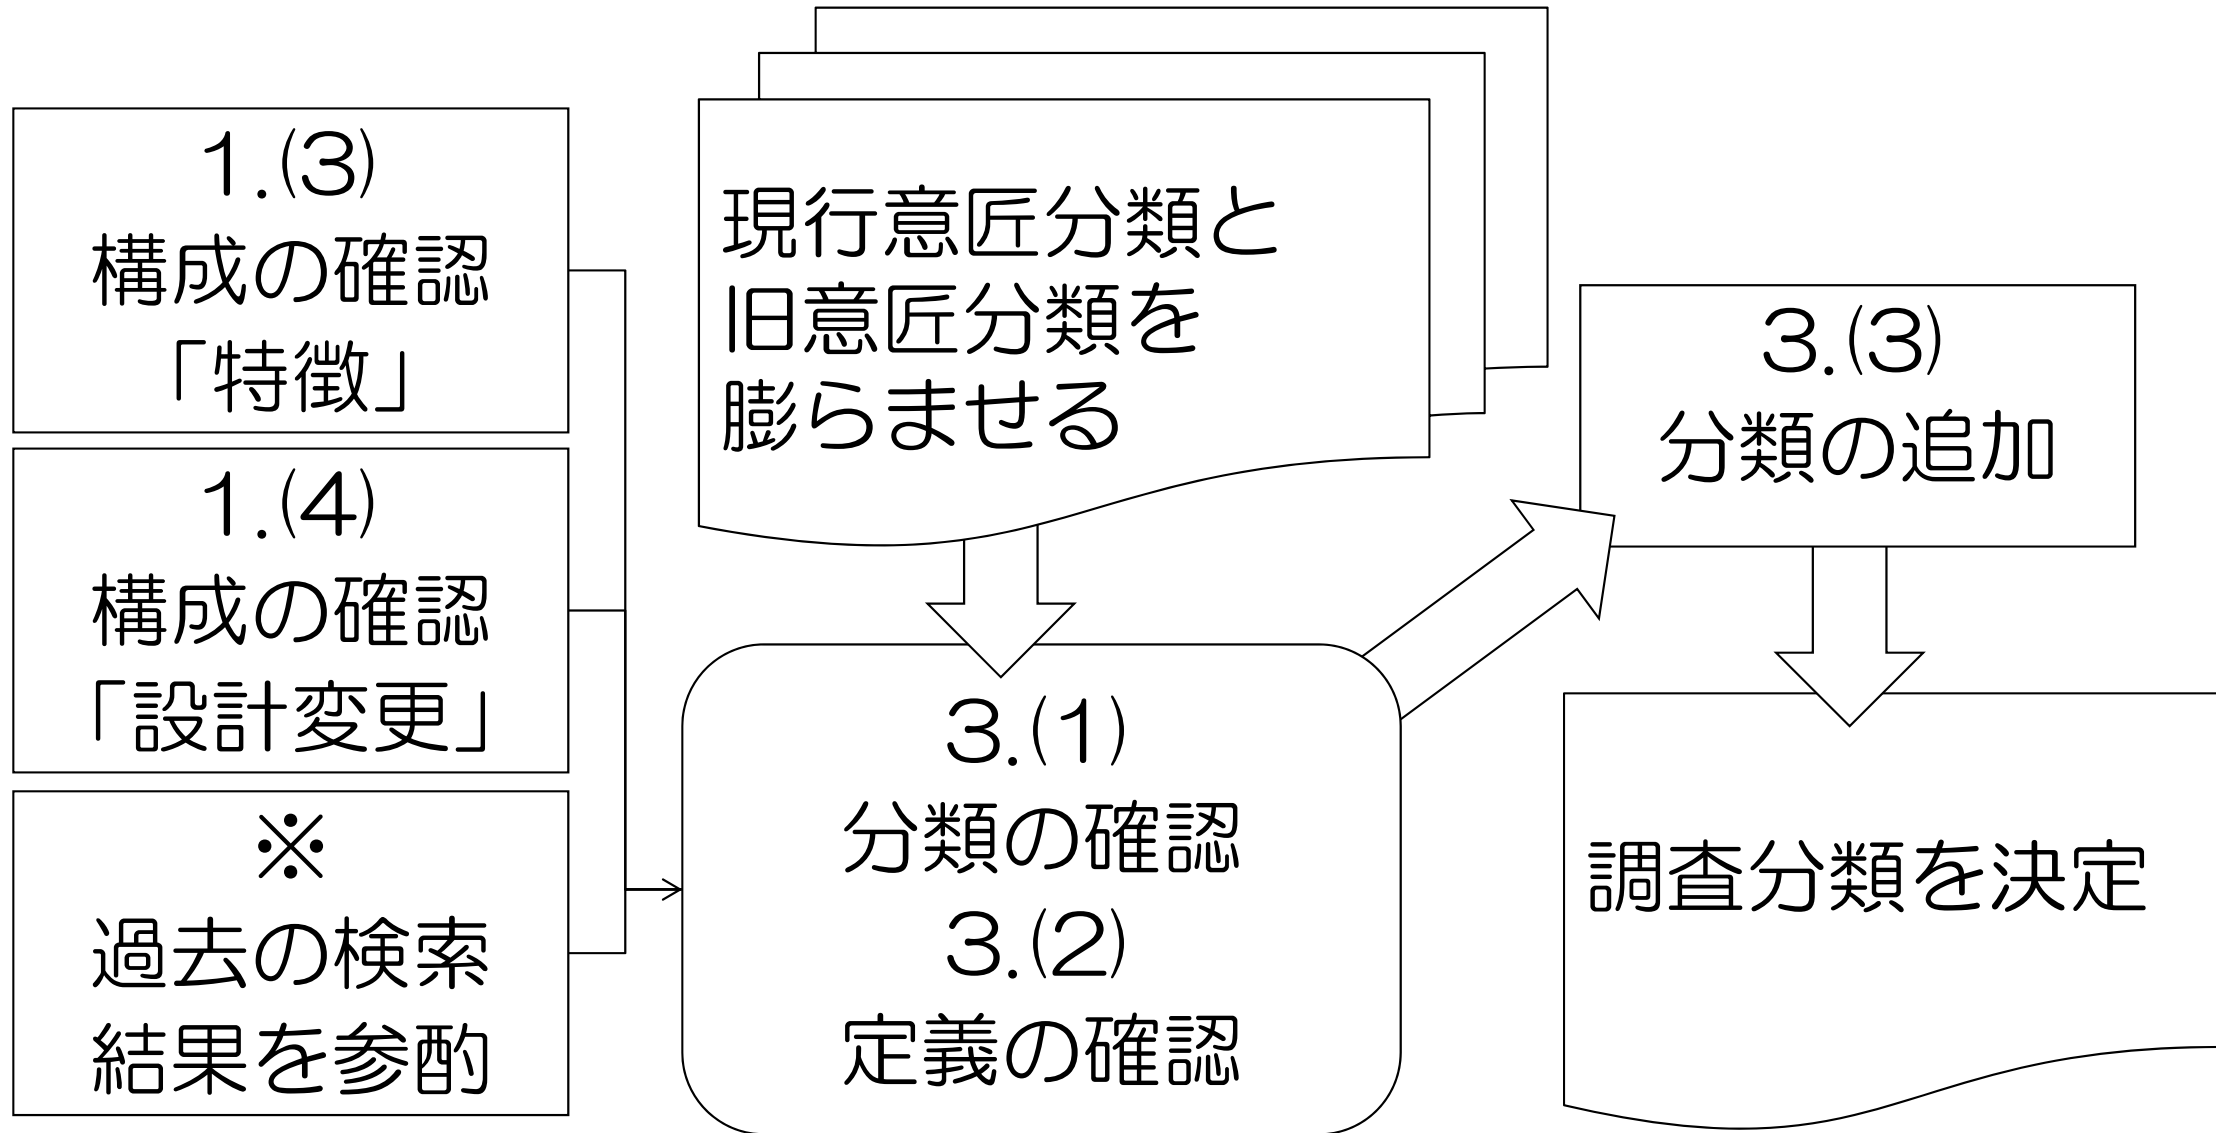 1.(3)
構成の確認
「特徴」
1.(4)
構成の確認
「設計変更」
※
過去の検索
結果を参酌
現行意匠分類と
旧意匠分類を
膨らませる
3.(1)
分類の確認
3.(2)
定義の確認
3.(3)
分類の追加
調査分類を決定